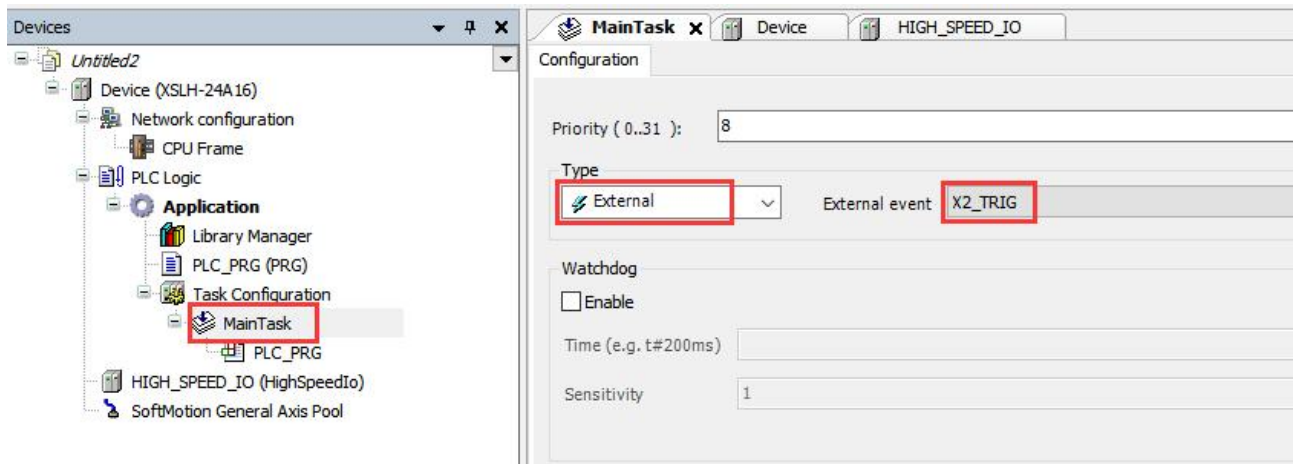 Devices
Untitled2
Device (XSLH-24A16)
Network configuration
CPU Frame
PLC Logic
Application
Library Manager
PLC_PRG (PRG)
Task Configuration
MainTask
PLC_PRG
HIGH_SPEED_IO (HighSpeedIo)
SoftMotion General Axis Pool
MainTask Device HIGH_SPEED_IO
Configuration
Priority ( 0..31 ): 8
Type
External External event X2_TRIG
Watchdog
Enable
Time (e.g. t#200ms)
Sensitivity 1